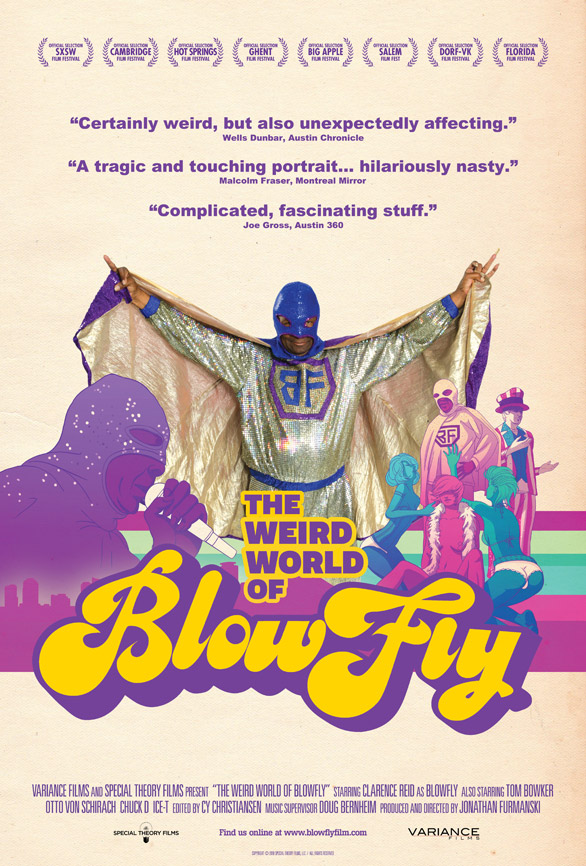 OFFICIAL SELECTION
SXSW
FILM FESTIVAL
OFFICIAL SELECTION
CAMBRIDGE
FILM FESTIVAL
OFFICIAL SELECTION
HOT SPRINGS
FILM FESTIVAL
OFFICIAL SELECTION
GHENT
FILM FESTIVAL
OFFICIAL SELECTION
BIG APPLE
FILM FESTIVAL
OFFICIAL SELECTION
SALEM
FILM FEST
OFFICIAL SELECTION
DORF-VK
FILM FESTIVAL
OFFICIAL SELECTION
FLORIDA
FILM FESTIVAL
“Certainly weird, but also unexpectedly affecting.”
Wells Dunbar, Austin Chronicle
“A tragic and touching portrait... hilariously nasty.”
Malcolm Fraser, Montreal Mirror
“Complicated, fascinating stuff.”
Joe Gross, Austin 360
BF
BF
THE
WEIRD
WORLD
OF
BlowFly
VARIANCE FILMS AND SPECIAL THEORY FILMS PRESENT “THE WEIRD WORLD OF BLOWFLY” STARRING CLARENCE REID AS BLOWFLY ALSO STARRING TOM BOWKER
OTTO VON SCHIRACH CHUCK D ICE-T EDITED BY CY CHRISTIANSEN MUSIC SUPERVISOR DOUG BERNHEIM PRODUCED AND DIRECTED BY JONATHAN FURMANSKI
SPECIAL THEORY FILMS
Find us online at www.blowflyfilm.com
VARIANCE
FILMS